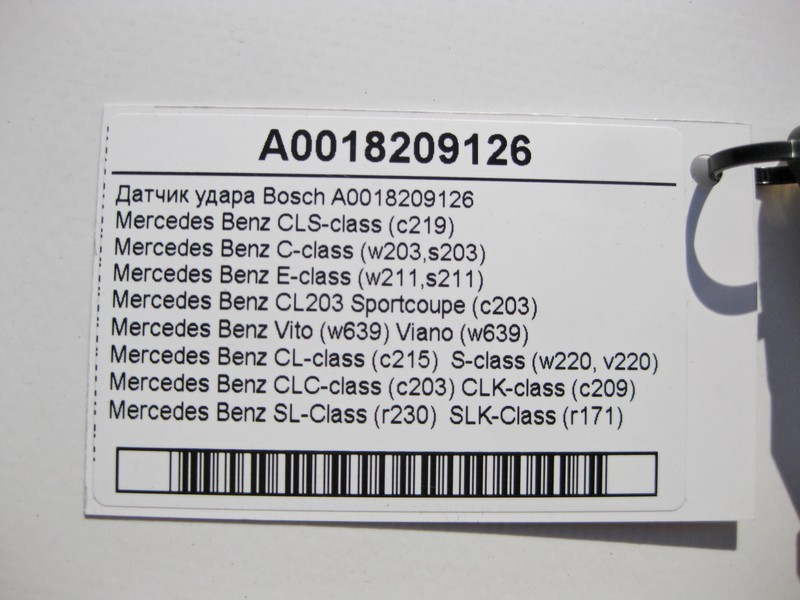 A0018209126
Датчик удара Bosch A0018209126
Mercedes Benz CLS-class (c219)
Mercedes Benz C-class (w203,s203)
Mercedes Benz E-class (w211,s211)
Mercedes Benz CL203 Sportcoupe (c203)
Mercedes Benz Vito (w639) Viano (w639)
Mercedes Benz CL-class (c215)  S-class (w220, v220)
Mercedes Benz CLC-class (c203) CLK-class (c209)
Mercedes Benz SL-Class (r230)  SLK-Class (r171)